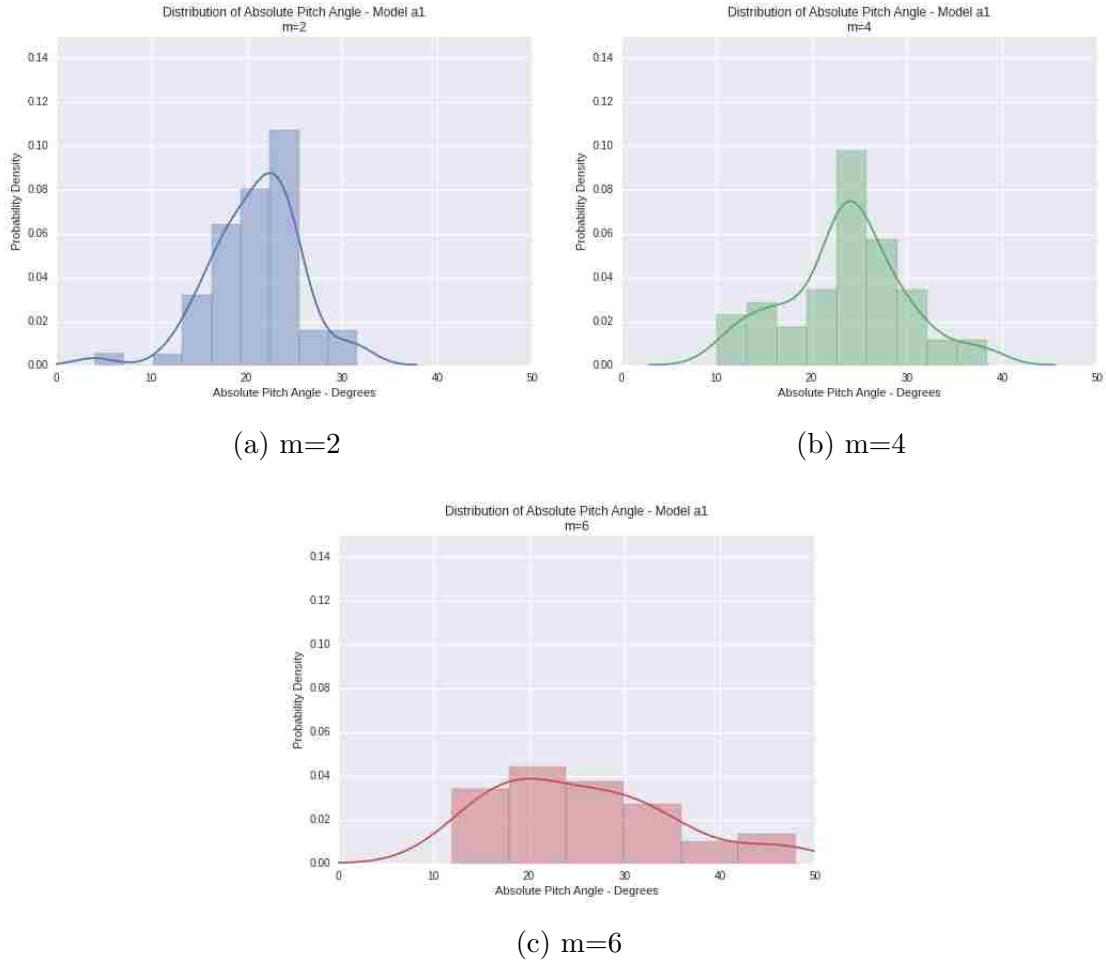 Distribution of Absolute Pitch Angle - Model a1
m=2
0.14
0.12
0.10
0.08
0.06
0.04
0.02
0.00
Probability Density
0 10 20 30 40 50
Absolute Pitch Angle - Degrees
(a) m=2
Distribution of Absolute Pitch Angle - Model a1
m=4
0.14
0.12
0.10
0.08
0.06
0.04
0.02
0.00
Probability Density
0 10 20 30 40 50
Absolute Pitch Angle - Degrees
(b) m=4
Distribution of Absolute Pitch Angle - Model a1
m=6
0.14
0.12
0.10
0.08
0.06
0.04
0.02
0.00
Probability Density
0 10 20 30 40 50
Absolute Pitch Angle - Degrees
(c) m=6